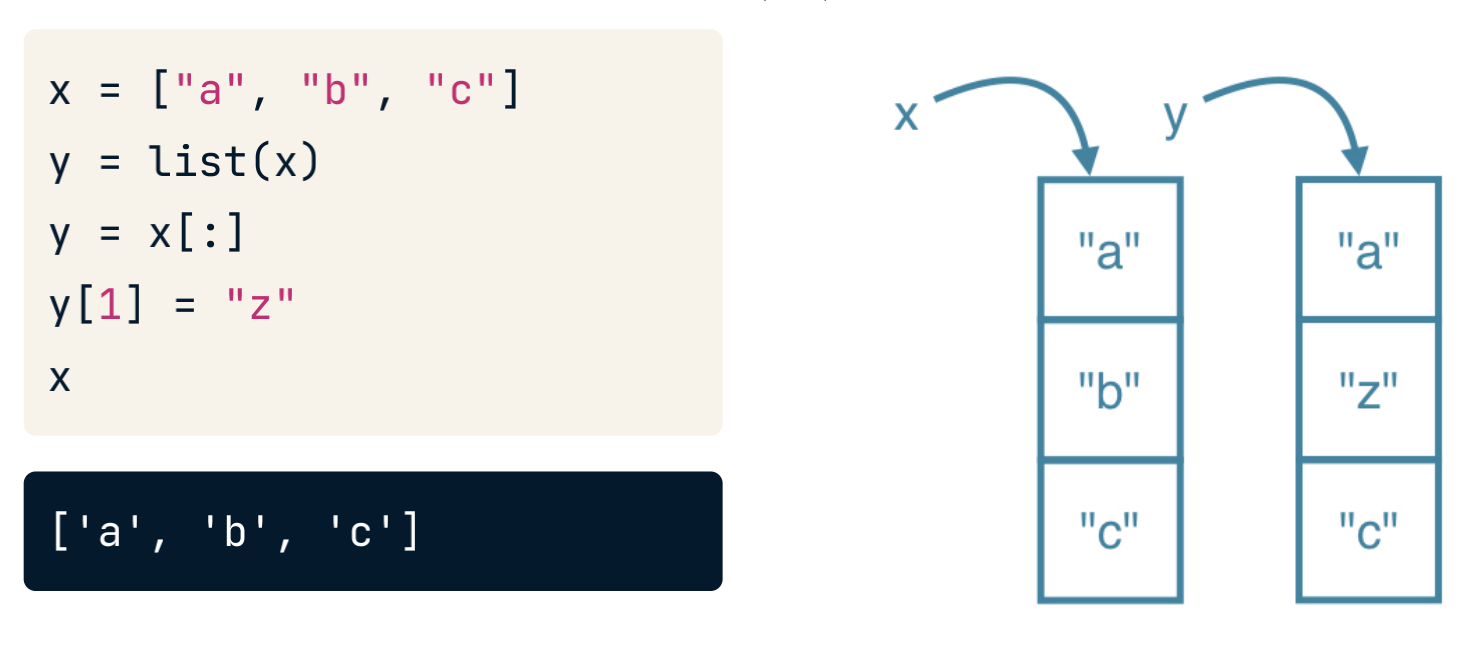 x = ["a", "b", "c"]
y = list(x)
y = x[:]
y[1] = "z"
x
['a', 'b', 'c']
x y
"a" "a"
"b" "z"
"c" "c"